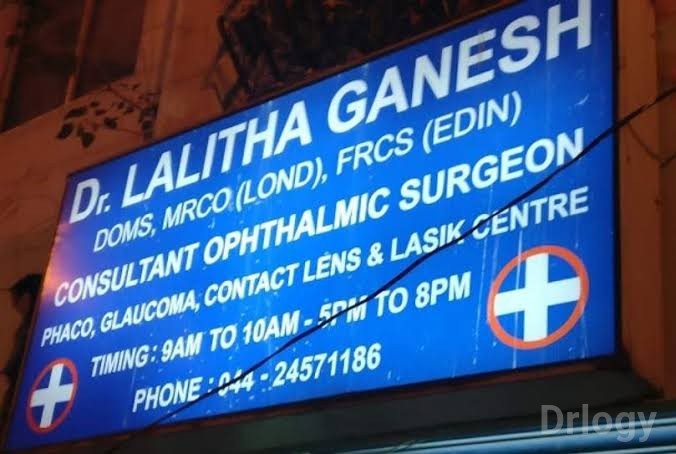 Dr. LALITHA GANESH
DOMS, MRCO (LOND), FRCS (EDIN)
CONSULTANT OPHTHALMIC SURGEON
PHACO, GLAUCOMA, CONTACT LENS & LASIK CENTRE
TIMING : 9AM TO 10AM - 5PM TO 8PM
PHONE : 044 - 24571186
Drlogy